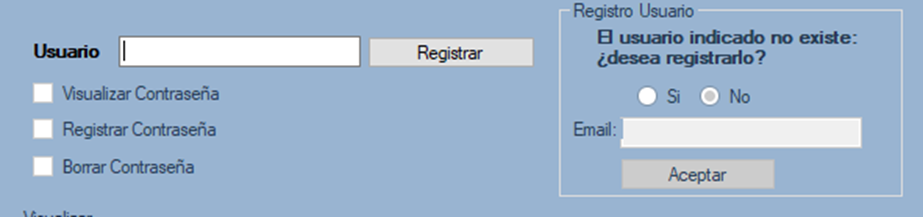 Usuario
Registrar
Visualizar Contraseña
Registrar Contraseña
Borrar Contraseña
Visualizar
Registro Usuario
El usuario indicado no existe:
¿desea registrarlo?
Si No
Email:
Aceptar